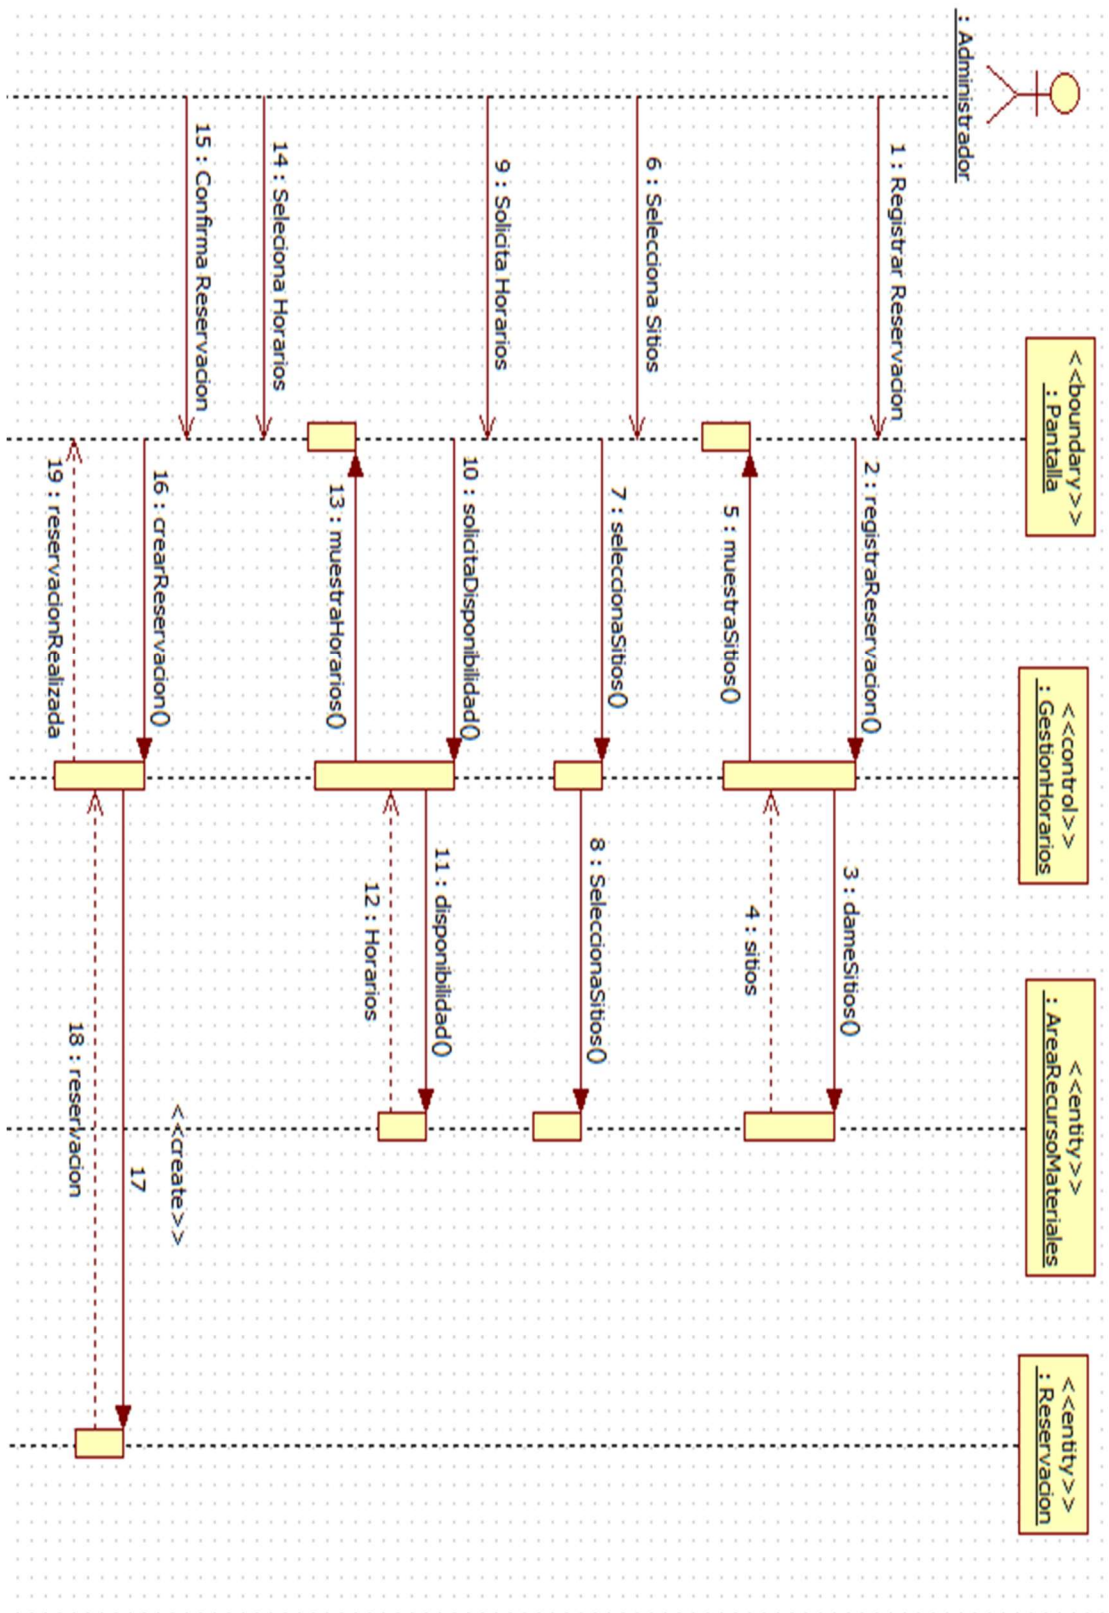 : Administrador
<<boundary>>
: Pantalla
<<control>>
: GestionHorarios
<<entity>>
: AreaRecursoMateriales
<<entity>>
: Reservacion
1 : Registrar Reservacion
2 : registraReservacion()
3 : dameSitios()
4 : sitios
5 : muestraSitios()
6 : Selecciona Sitios
7 : seleccionaSitios()
8 : SeleccionaSitios()
9 : Solicita Horarios
10 : solicitaDisponibilidad()
11 : disponibilidad()
12 : Horarios
13 : muestraHorarios()
14 : Seleciona Horarios
15 : Confirma Reservacion
16 : crearReservacion()
<<create>>
17
18 : reservacion
19 : reservacionRealizada